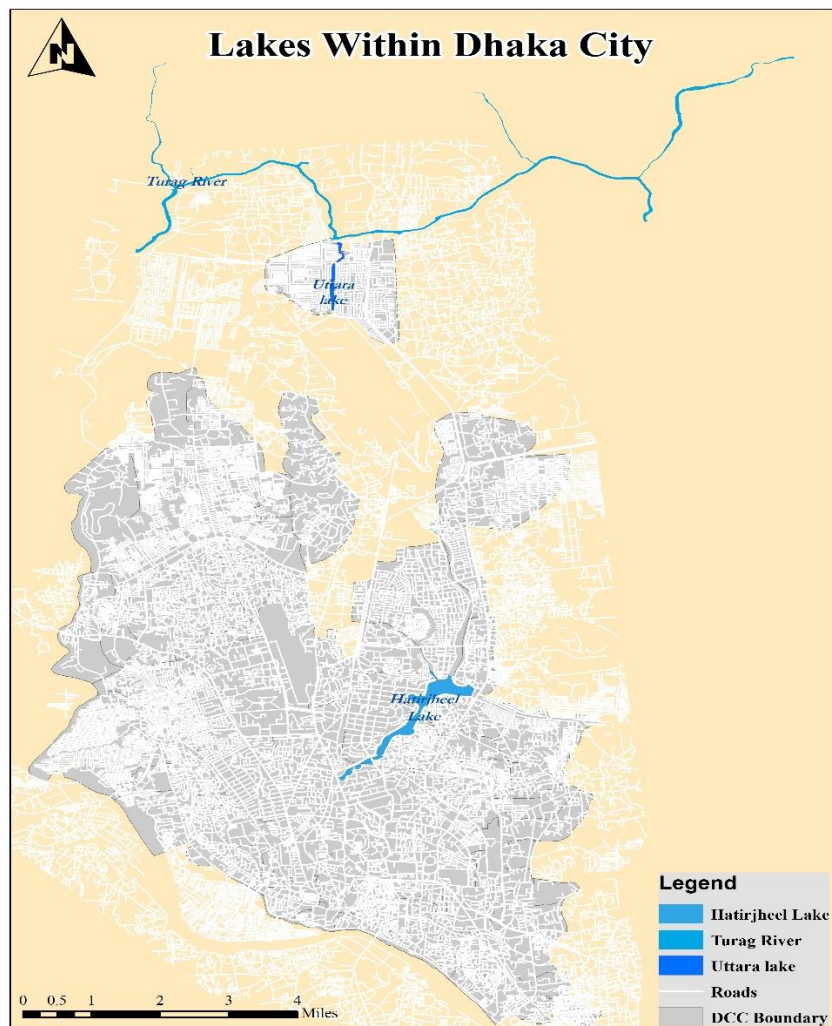 N
Lakes Within Dhaka City
Turag River
Uttara
lake
Hatirjheel
Lake
Legend
Hatirjheel Lake
Turag River
Uttara lake
Roads
DCC Boundary
0 0.5 1 2 3 4
Miles